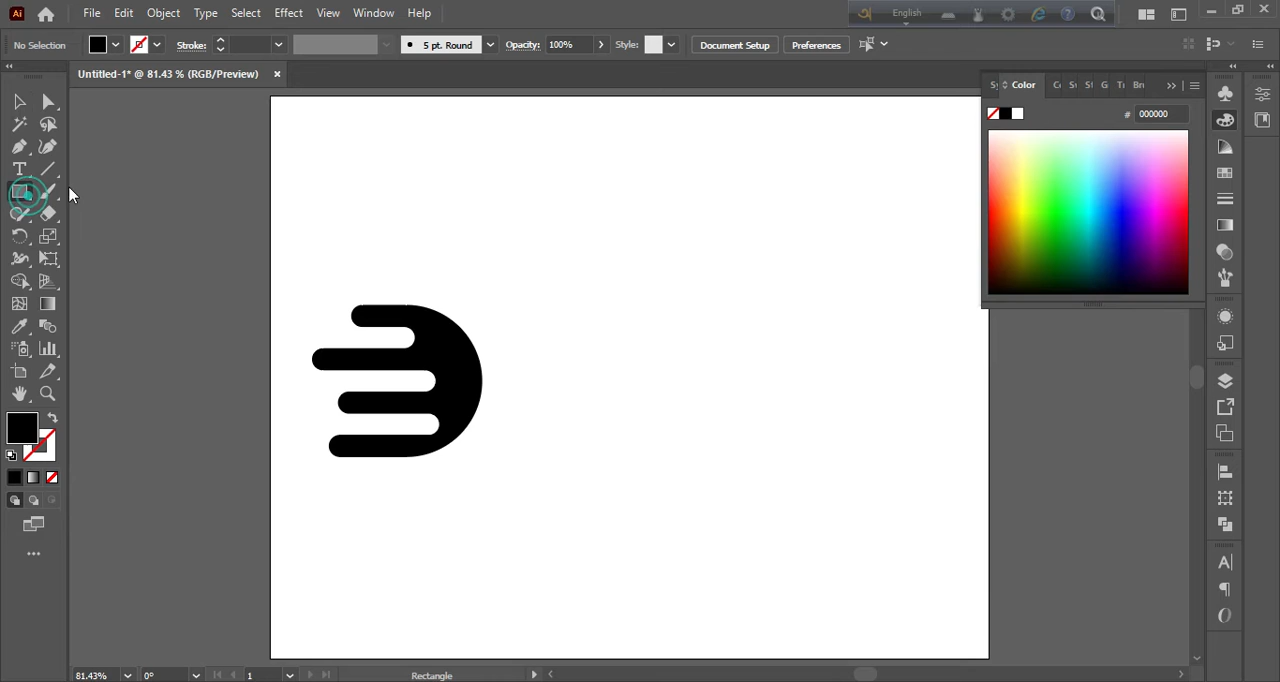 Ai File Edit Object Type Select Effect View Window Help
English
No Selection Stroke: 5 pt. Round Opacity: 100% Style: Document Setup Preferences
Untitled-1* @ 81.43 % (RGB/Preview) ×
Color
# 000000
81.43% 0° 1 Rectangle